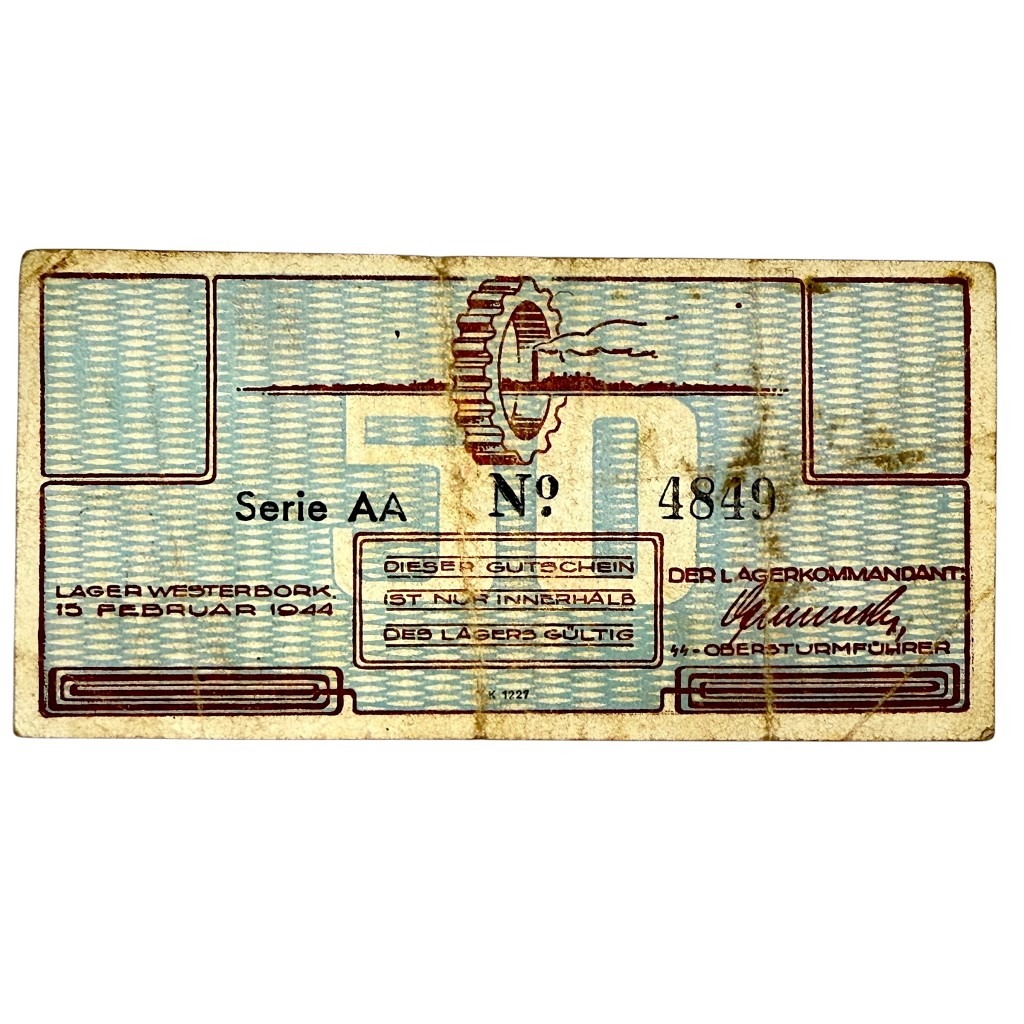 50
Serie AA Nº 4849
LAGER WESTERBORK.
15 FEBRUAR 1944
DIESER GUTSCHEIN
IST NUR INNERHALB
DES LAGERS GÜLTIG
DER LAGERKOMMANDANT:
SS-OBERSTURMFÜHRER
K 1227